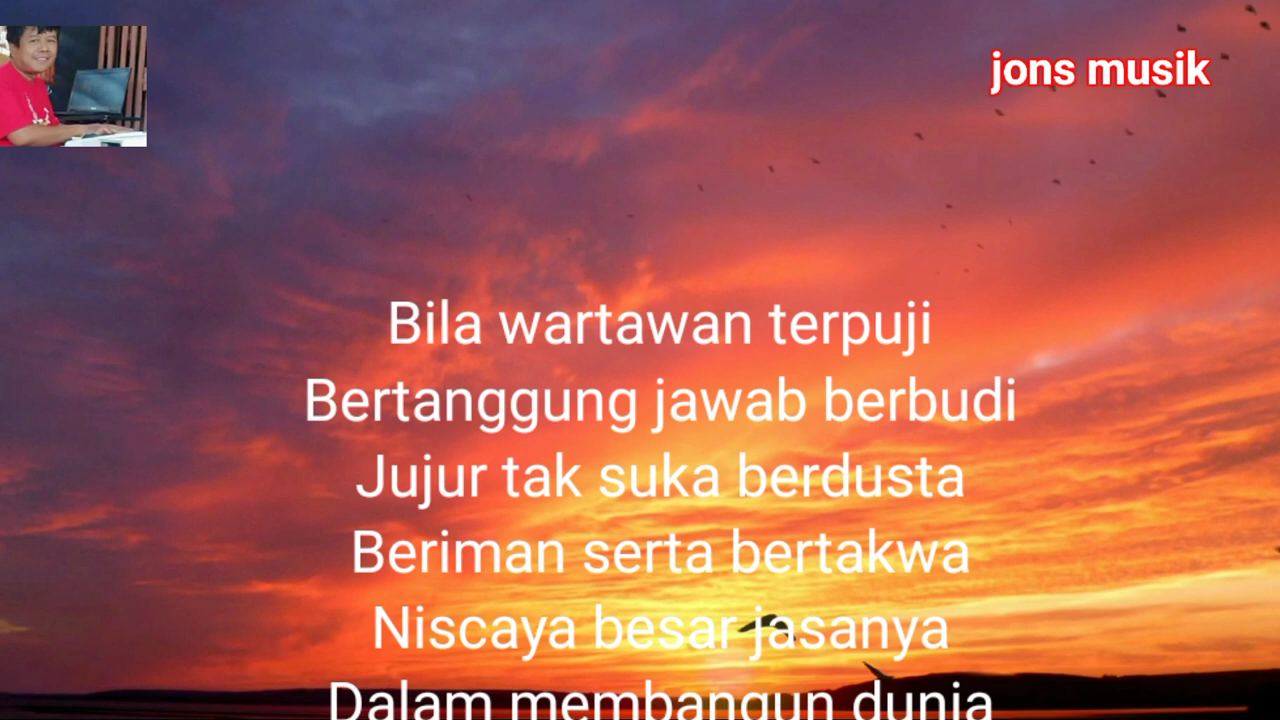 jons musik
Bila wartawan terpuji
Bertanggung jawab berbudi
Jujur tak suka berdusta
Beriman serta bertakwa
Niscaya besar jasanya
Dalam membangun dunia